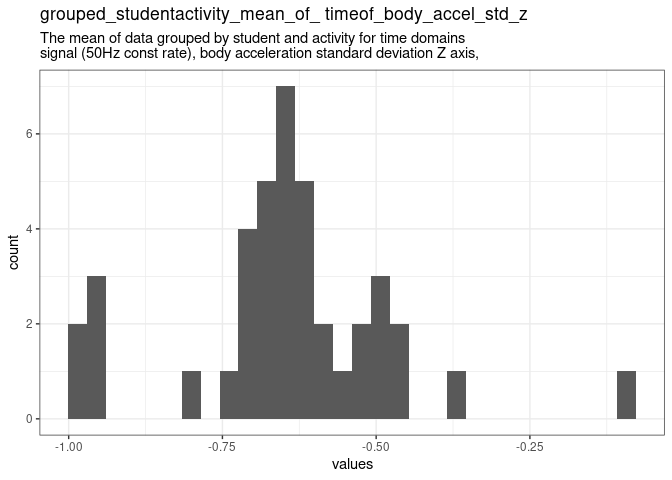 grouped_studentactivity_mean_of_ timeof_body_accel_std_z
The mean of data grouped by student and activity for time domains
signal (50Hz const rate), body acceleration standard deviation Z axis,
6
4
2
0
count
-1.00 -0.75 -0.50 -0.25
values